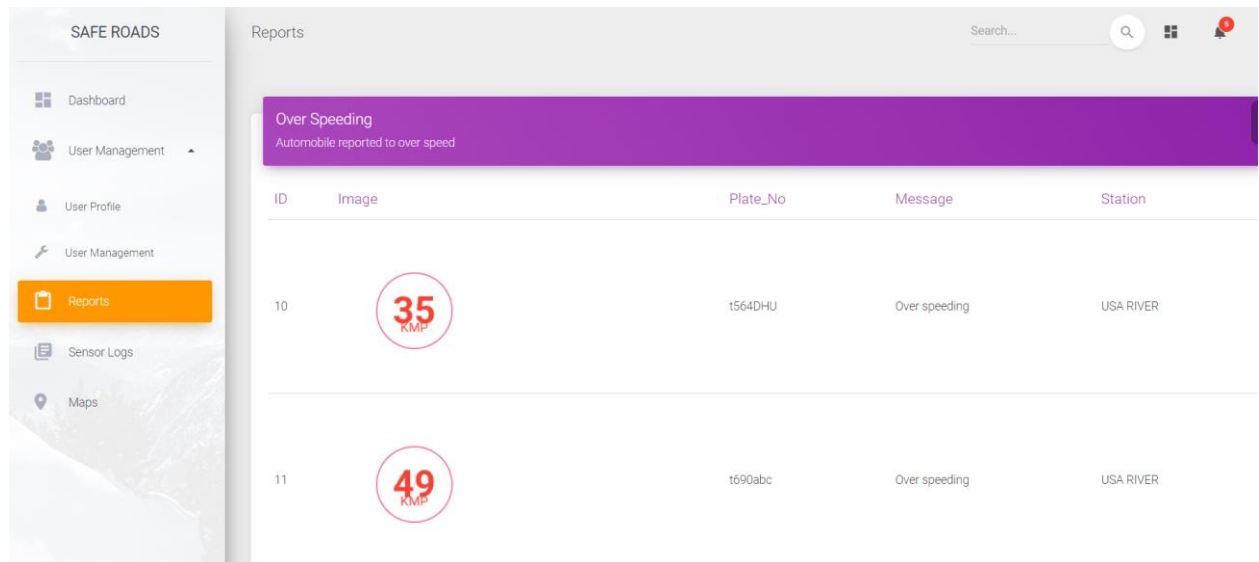 SAFE ROADS
Dashboard
User Management
User Profile
User Management
Reports
Sensor Logs
Maps
Reports
Search...
5
Over Speeding
Automobile reported to over speed
ID Image Plate_No Message Station
10 35 KMP t564DHU Over speeding USA RIVER
11 49 KMP t690abc Over speeding USA RIVER